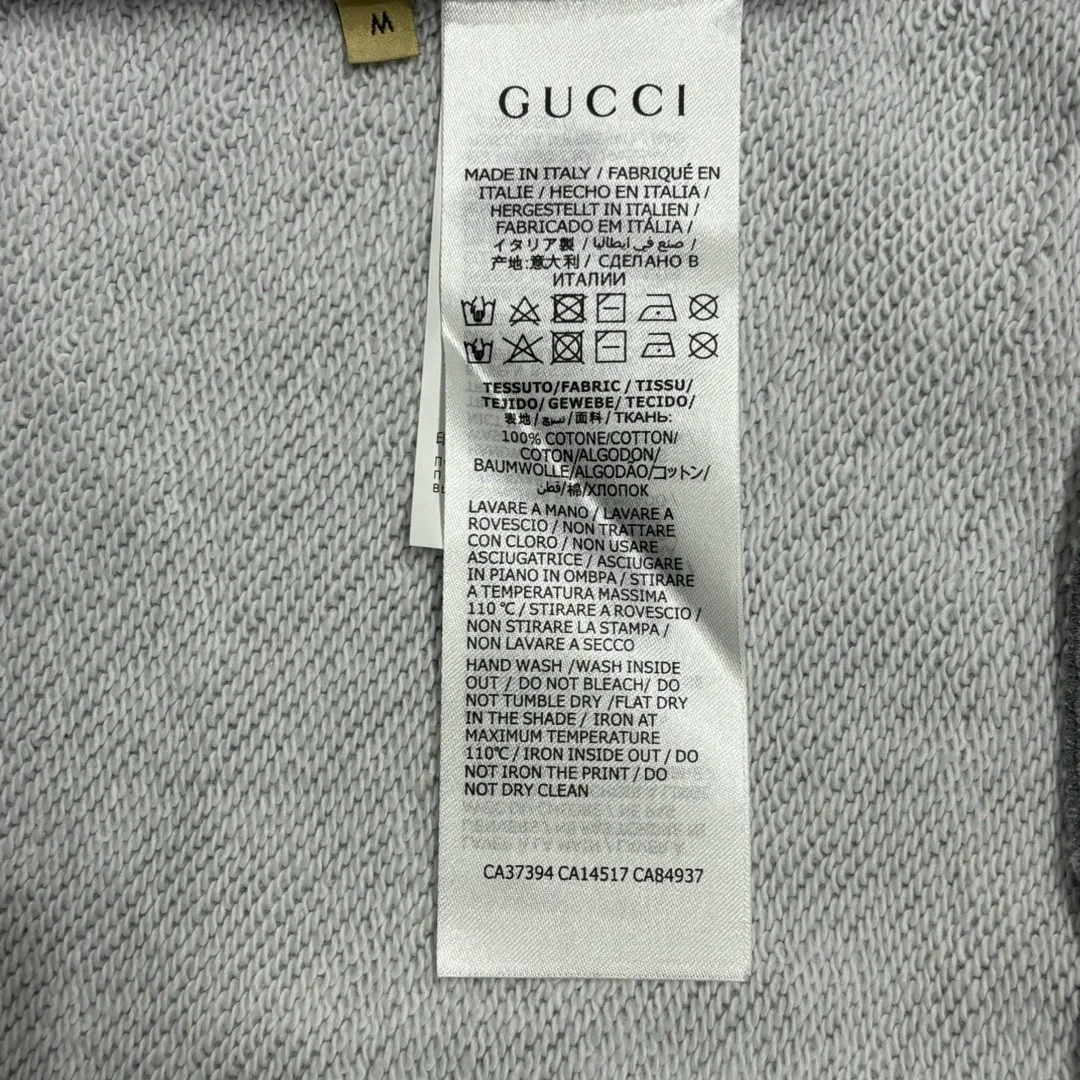 M
GUCCI
MADE IN ITALY / FABRIQUÉ EN
ITALIE / HECHO EN ITALIA /
HERGESTELLT IN ITALIEN /
FABRICADO EM ITÁLIA /
イタリア製 / صنع في ايطاليا /
产地:意大利 / СДЕЛАНО В
ИТАЛИИ
TESSUTO/FABRIC / TISSU/
TEJIDO/ GEWEBE/ TECIDO/
表地/نسيج/面料/ТКАНЬ:
100% COTONE/COTTON/
COTON/ALGODON/
BAUMWOLLE/ALGODÃO/コットン/
قطن/棉/ХЛОПОК
LAVARE A MANO / LAVARE A
ROVESCIO / NON TRATTARE
CON CLORO / NON USARE
ASCIUGATRICE / ASCIUGARE
IN PIANO IN OMBPA / STIRARE
A TEMPERATURA MASSIMA
110 ℃ / STIRARE A ROVESCIO /
NON STIRARE LA STAMPA /
NON LAVARE A SECCO
HAND WASH /WASH INSIDE
OUT / DO NOT BLEACH/ DO
NOT TUMBLE DRY /FLAT DRY
IN THE SHADE / IRON AT
MAXIMUM TEMPERATURE
110℃ / IRON INSIDE OUT / DO
NOT IRON THE PRINT / DO
NOT DRY CLEAN
CA37394 CA14517 CA84937